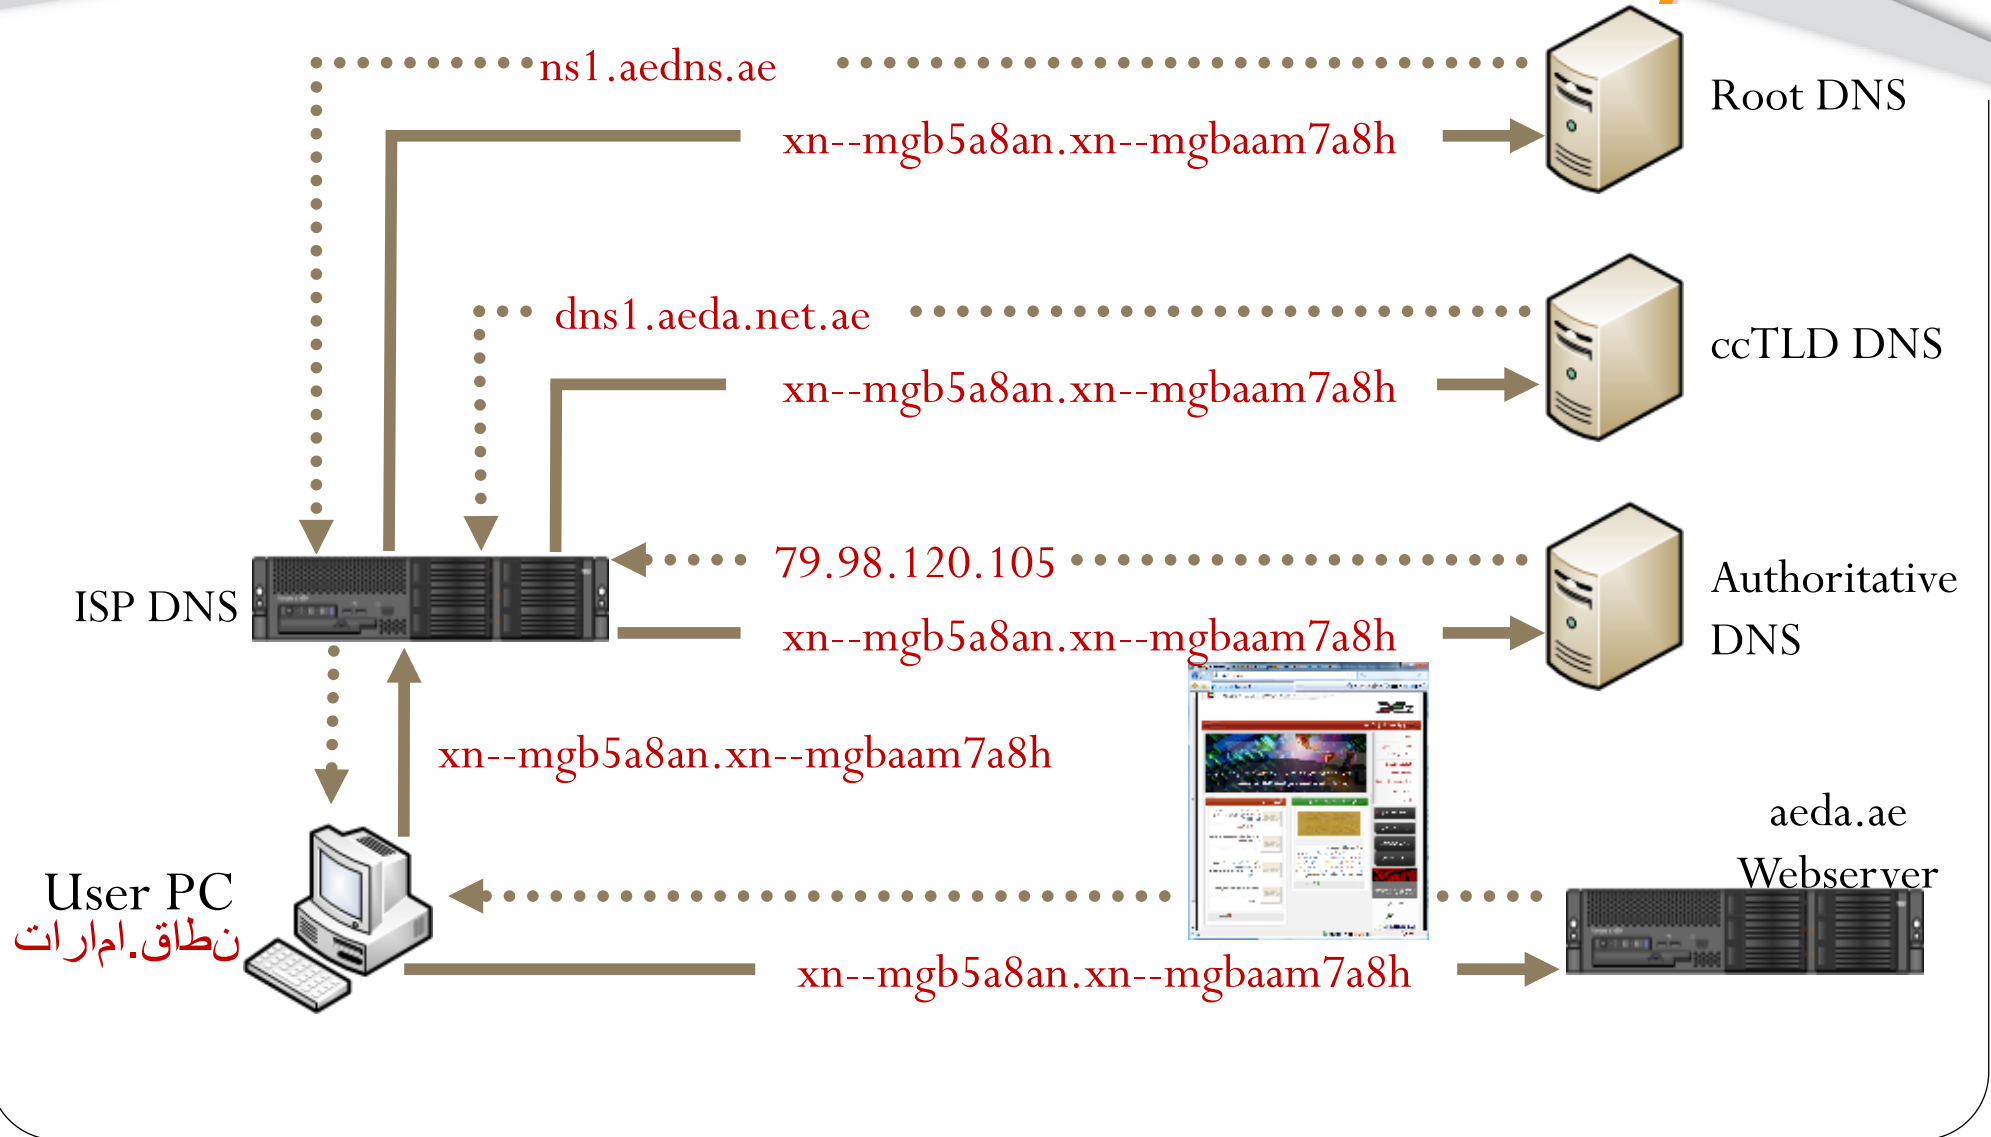 ns1.aedns.ae
Root DNS
xn--mgb5a8an.xn--mgbaam7a8h
dns1.aeda.net.ae
ccTLD DNS
xn--mgb5a8an.xn--mgbaam7a8h
79.98.120.105
Authoritative
DNS
ISP DNS
xn--mgb5a8an.xn--mgbaam7a8h
xn--mgb5a8an.xn--mgbaam7a8h
aeda.ae
Webserver
User PC
نطاق.امارات
xn--mgb5a8an.xn--mgbaam7a8h